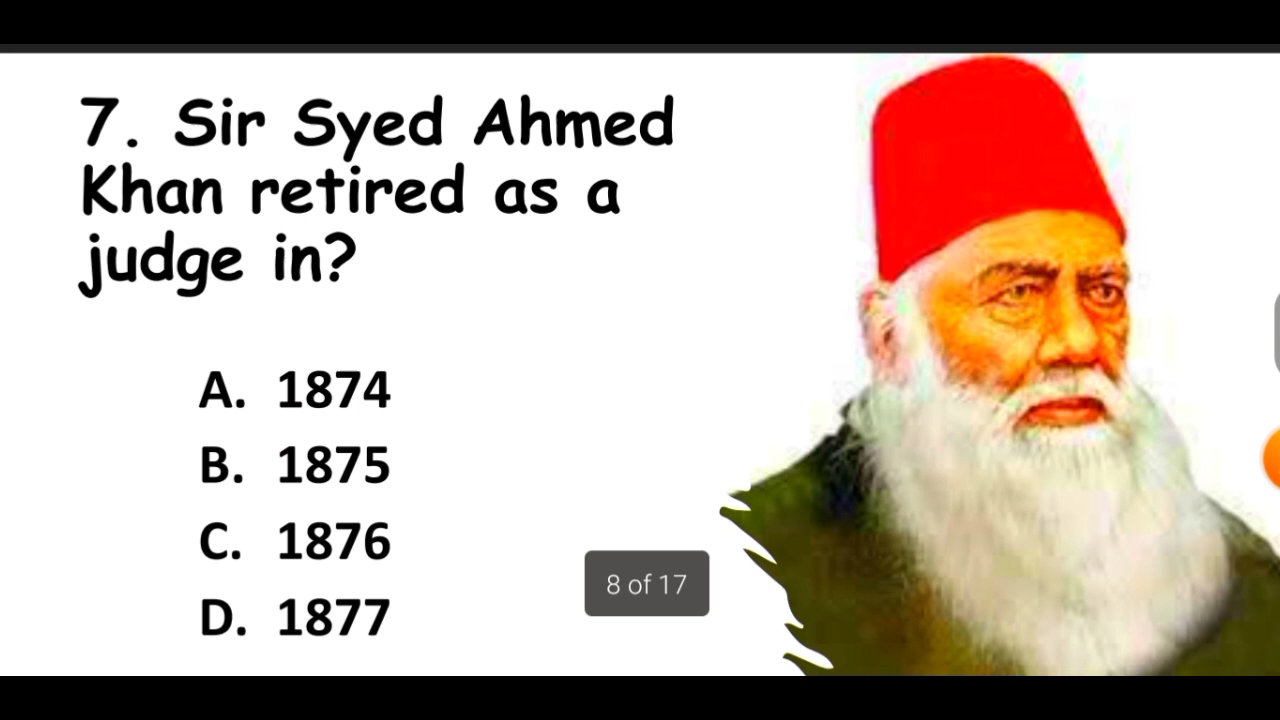 7. Sir Syed Ahmed
Khan retired as a
judge in?
A. 1874
B. 1875
C. 1876
D. 1877
8 of 17